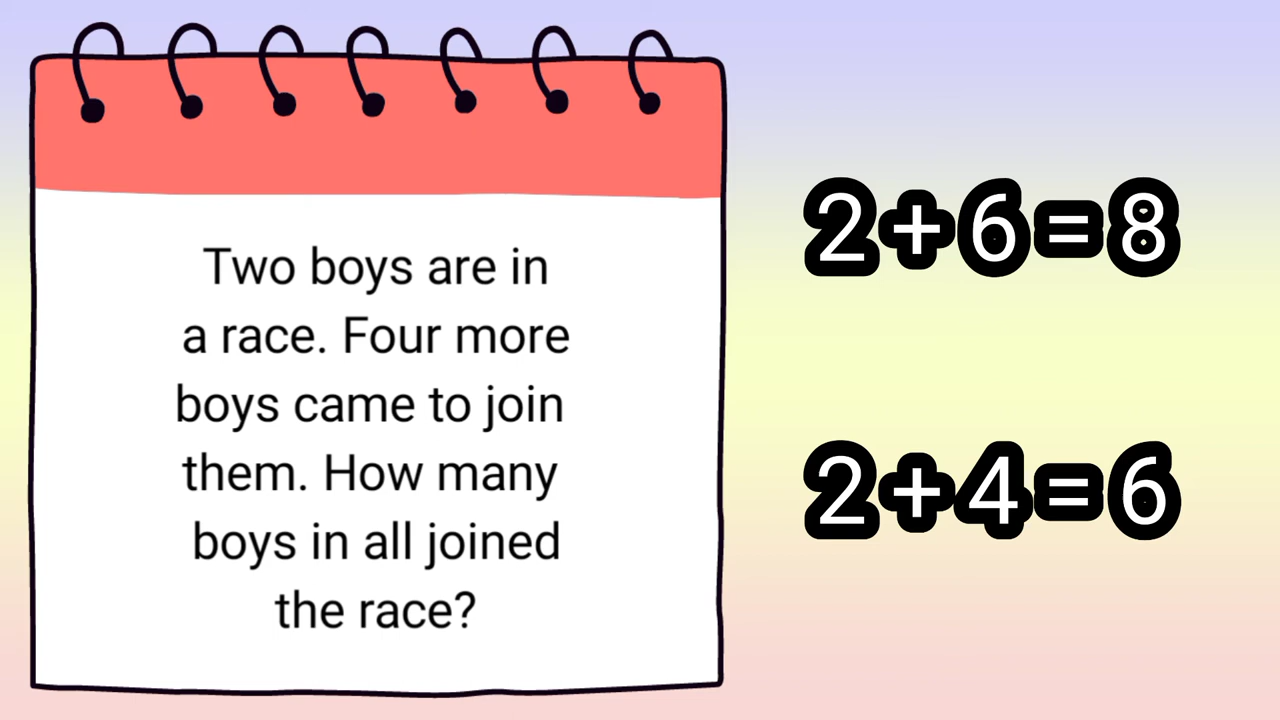 Two boys are in
a race. Four more
boys came to join
them. How many
boys in all joined
the race?
2+6=8
2+4=6